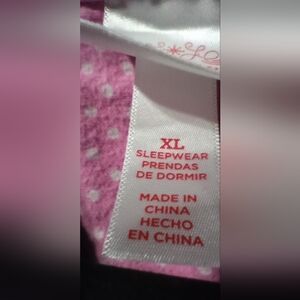 XL
SLEEPWEAR
PRENDAS
DE DORMIR
MADE IN
CHINA
HECHO
EN CHINA